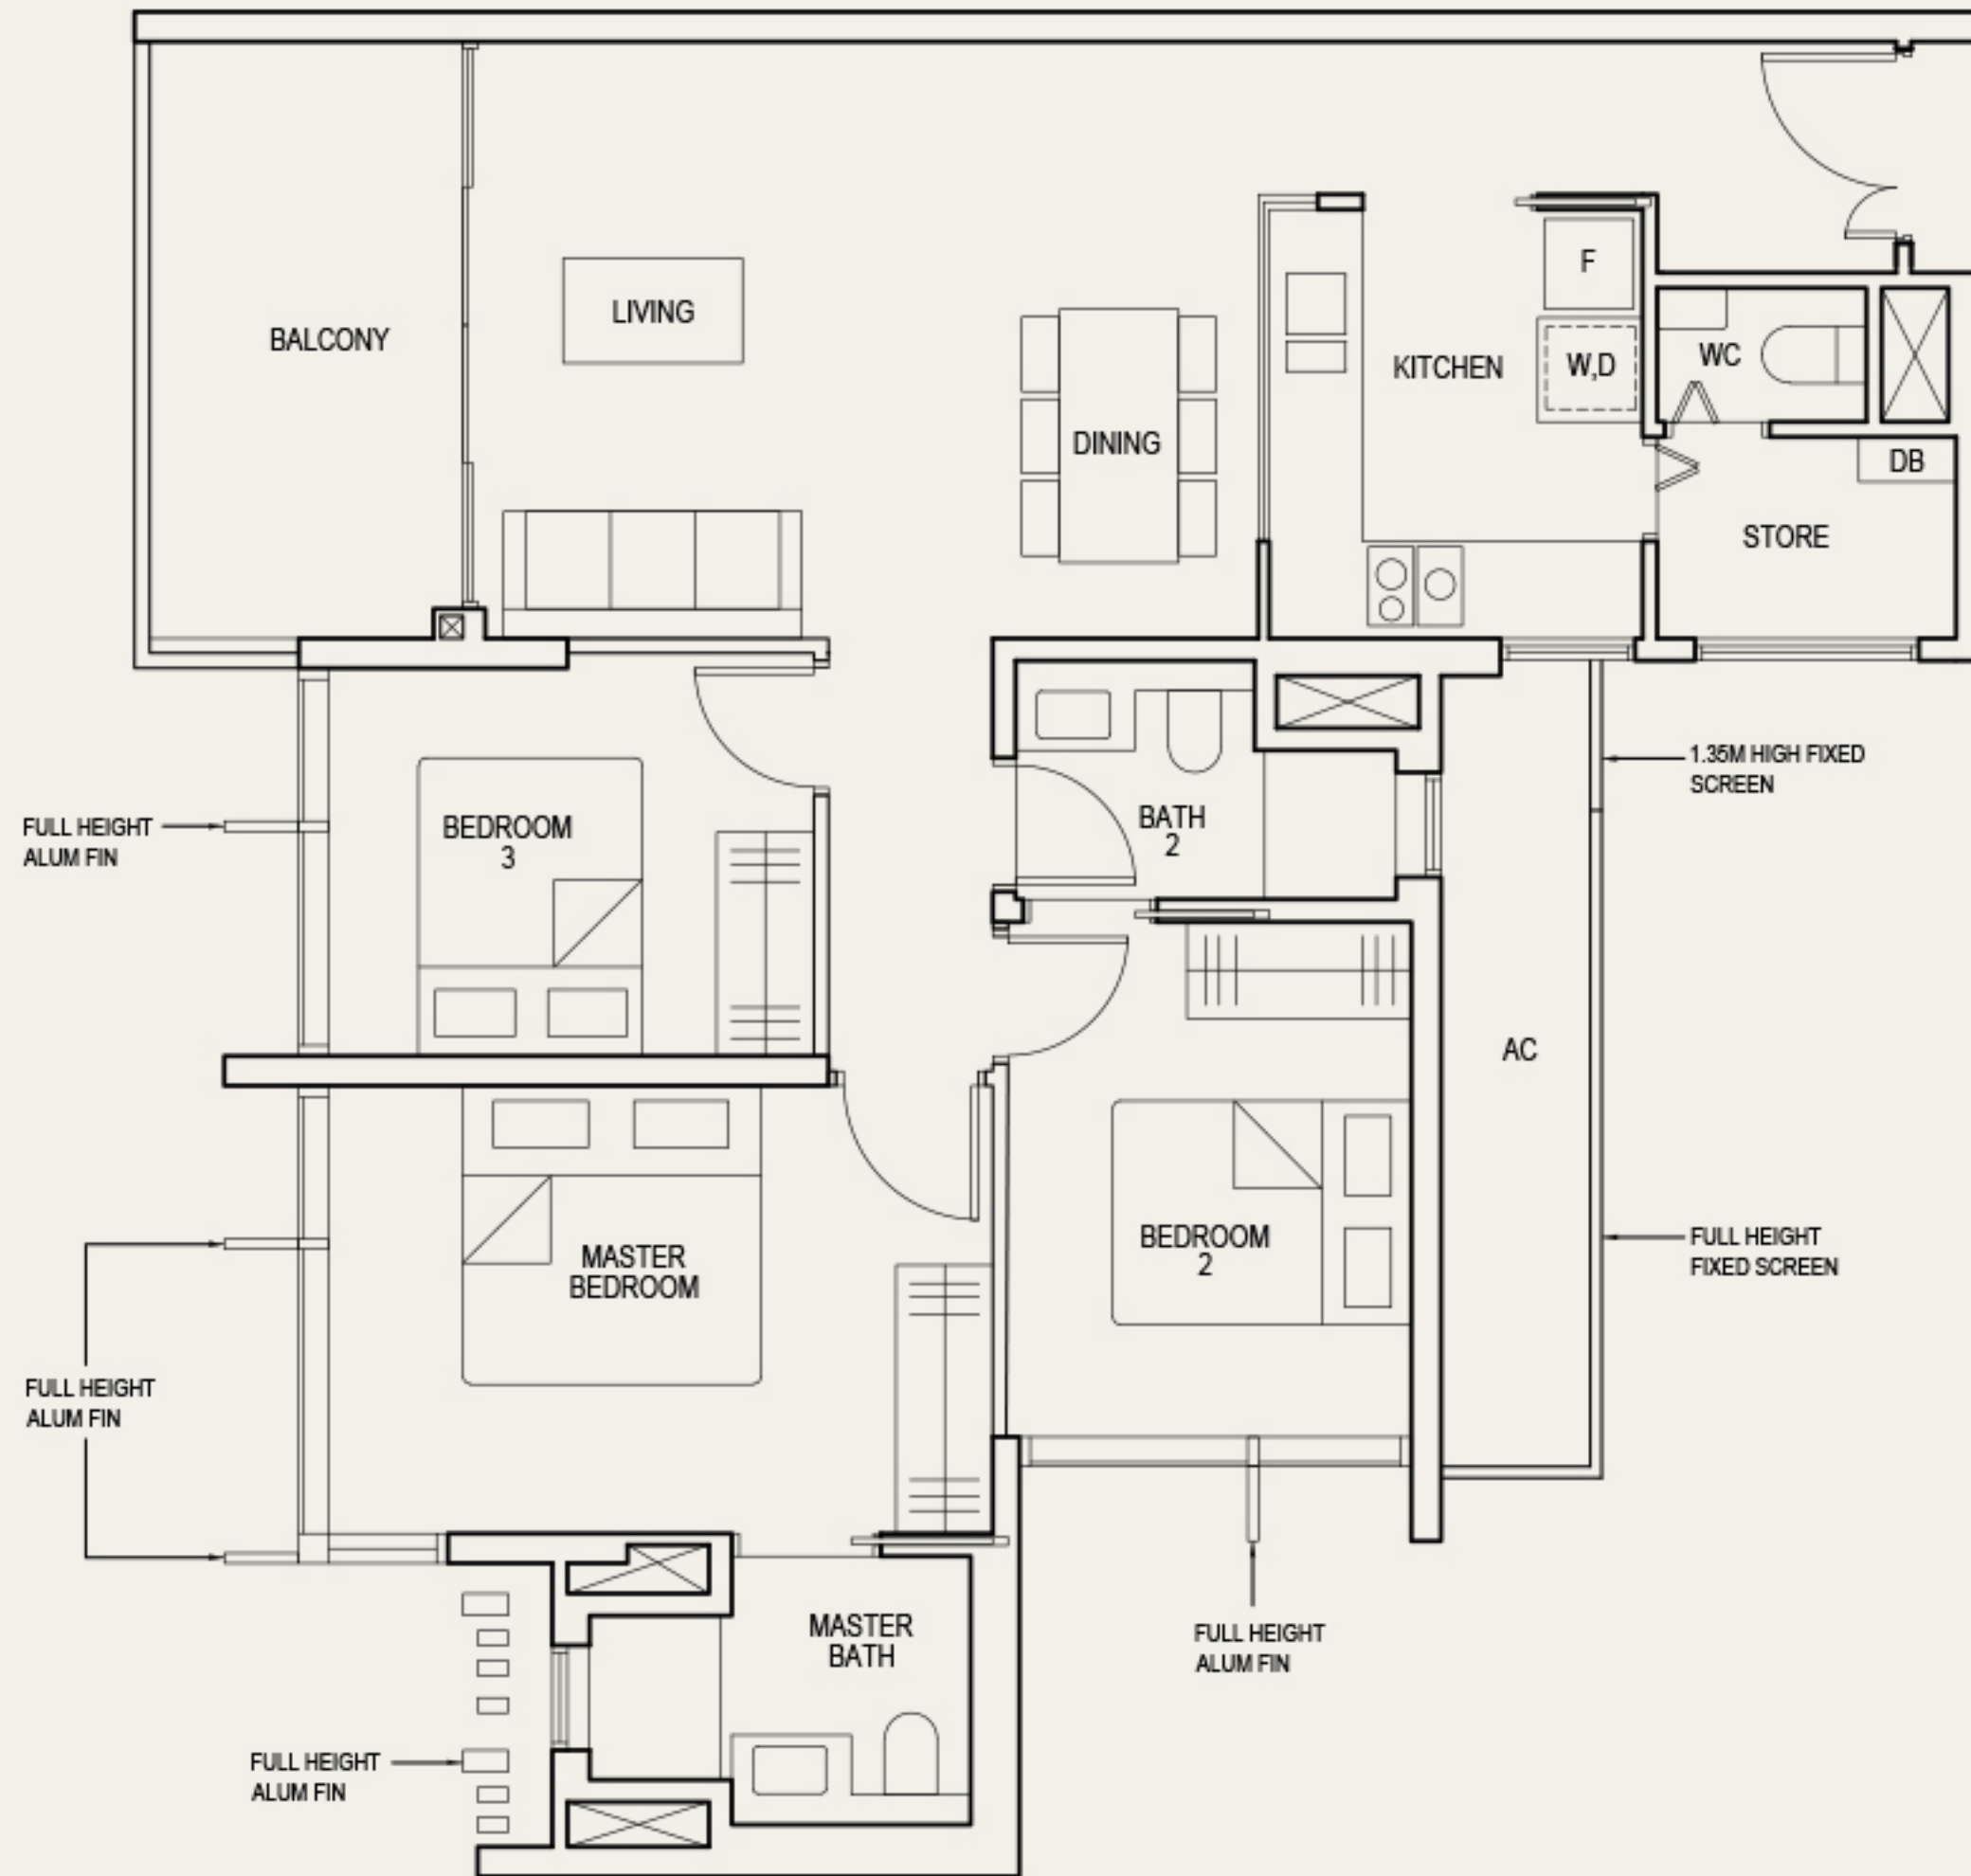 F
LIVING
BALCONY
WC
W,D
KITCHEN
DINING
DB
STORE
1.35M HIGH FIXED
SCREEN
BATH
2
FULL HEIGHT
ALUM FIN
BEDROOM
3
AC
BEDROOM
2
FULL HEIGHT
FIXED SCREEN
MASTER
BEDROOM
FULL HEIGHT
ALUM FIN
MASTER
BATH
FULL HEIGHT
ALUM FIN
FULL HEIGHT
ALUM FIN